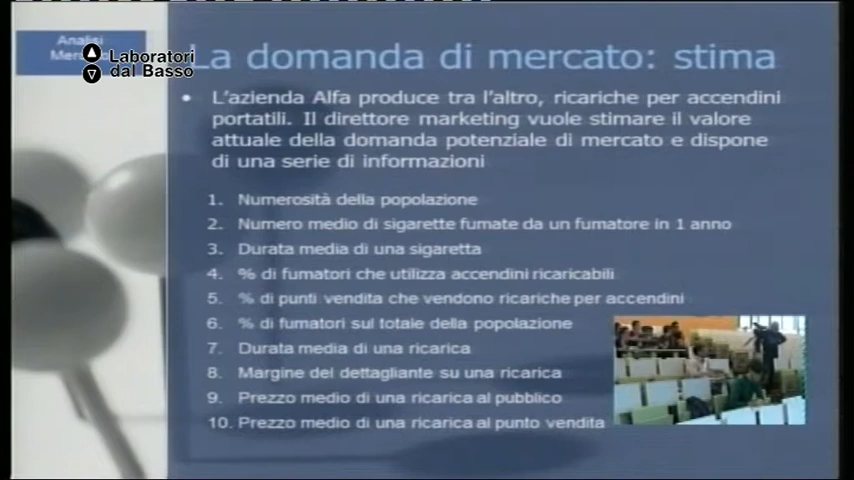 Analisi
Laboratori
dal Basso
La domanda di mercato: stima
• L'azienda Alfa produce tra l'altro, ricariche per accendini
portatili. Il direttore marketing vuole stimare il valore
attuale della domanda potenziale di mercato e dispone
di una serie di informazioni
1. Numerosità della popolazione
2. Numero medio di sigarette fumate da un fumatore in 1 anno
3. Durata media di una sigaretta
4. % di fumatori che utilizza accendini ricaricabili
5. % di punti vendita che vendono ricariche per accendini
6. % di fumatori sul totale della popolazione
7. Durata media di una ricarica
8. Margine del dettagliante su una ricarica
9. Prezzo medio di una ricarica al pubblico
10. Prezzo medio di una ricarica al punto vendita